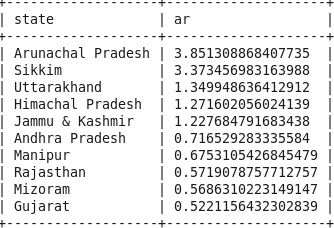 +-------------------+--------------------+
| state             | ar                 |
+-------------------+--------------------+
| Arunachal Pradesh | 3.851308868407735  |
| Sikkim            | 3.373456983163988  |
| Uttarakhand       | 1.349948636412912  |
| Himachal Pradesh  | 1.271602056024139  |
| Jammu & Kashmir   | 1.227684791683438  |
| Andhra Pradesh    | 0.716529283335584  |
| Manipur           | 0.6753105426845479 |
| Rajasthan         | 0.5719078757712757 |
| Mizoram           | 0.5686310223149147 |
| Gujarat           | 0.5221156432302839 |
+-------------------+--------------------+